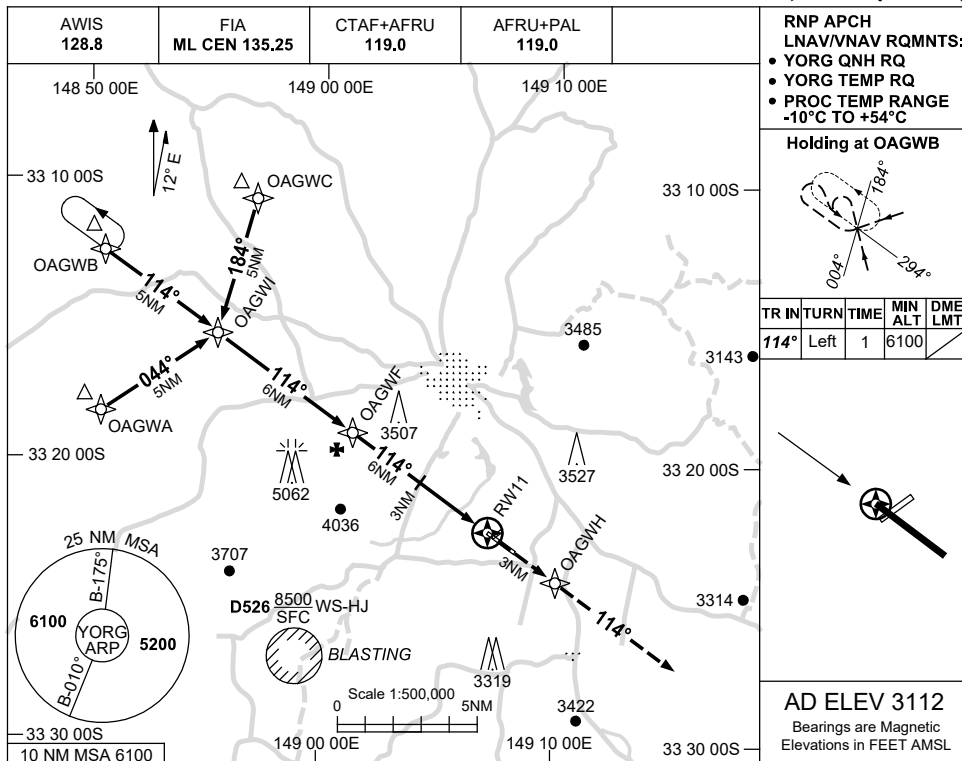 AWIS
128.8
FIA
ML CEN 135.25
CTAF+AFRU
119.0
AFRU+PAL
119.0
RNP APCH
LNAV/VNAV RQMNTS:
• YORG QNH RQ
• YORG TEMP RQ
• PROC TEMP RANGE
-10°C TO +54°C
148 50 00E
149 00 00E
149 10 00E
12° E
33 10 00S
33 10 00S
OAGWC
OAGWB
184°
5NM
114°
5NM
OAGWI
044°
5NM
OAGWA
114°
6NM
OAGWF
3485
3143
3507
3527
33 20 00S
33 20 00S
5062
4036
114°
6NM
3NM
RW11
3NM
OAGWH
114°
3707
3314
25 NM MSA
B-175°
6100
YORG
ARP
5200
B-010°
D526 8500
SFC
WS-HJ
BLASTING
3319
3422
Scale 1:500,000
0
5NM
33 30 00S
33 30 00S
149 00 00E
149 10 00E
10 NM MSA 6100
Holding at OAGWB
184°
004°
294°
TR IN TURN TIME MIN ALT DME LMT
114° Left 1 6100
AD ELEV 3112
Bearings are Magnetic
Elevations in FEET AMSL